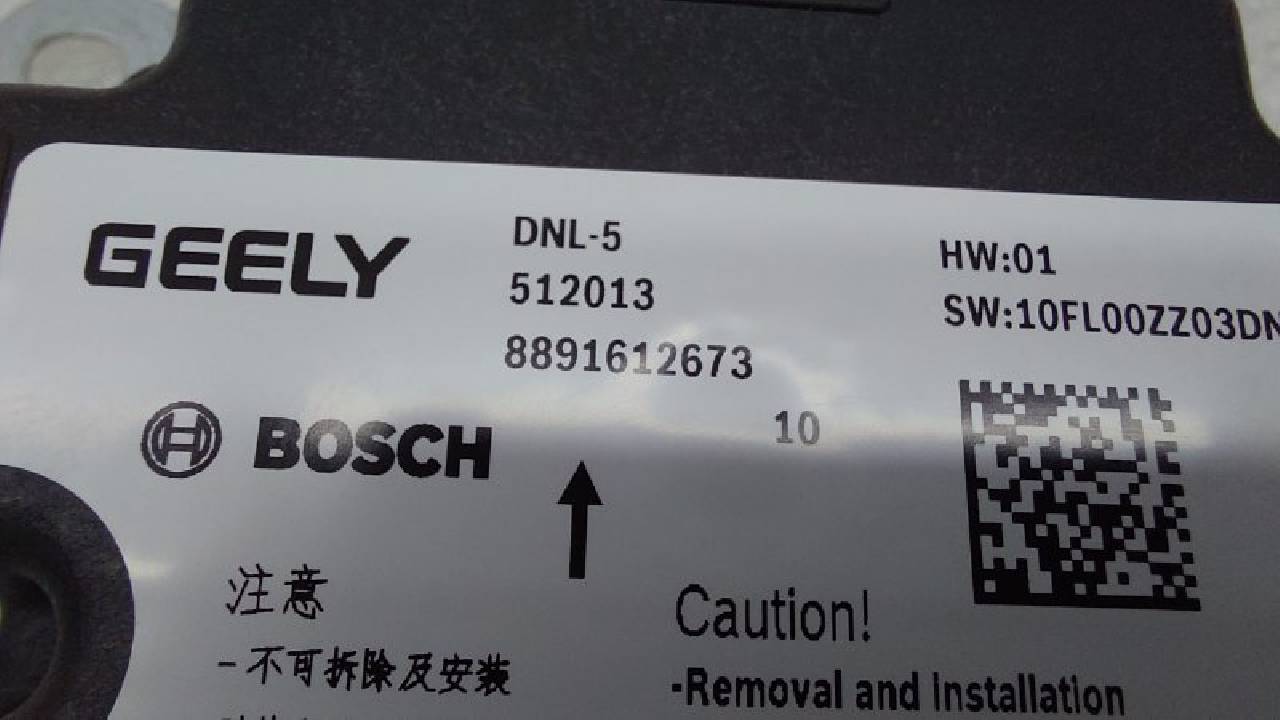 GEELY
DNL-5
512013
8891612673
HW:01
SW:10FL00ZZ03DN
10
BOSCH
注意
-不可拆除及安装
Caution!
-Removal and installation